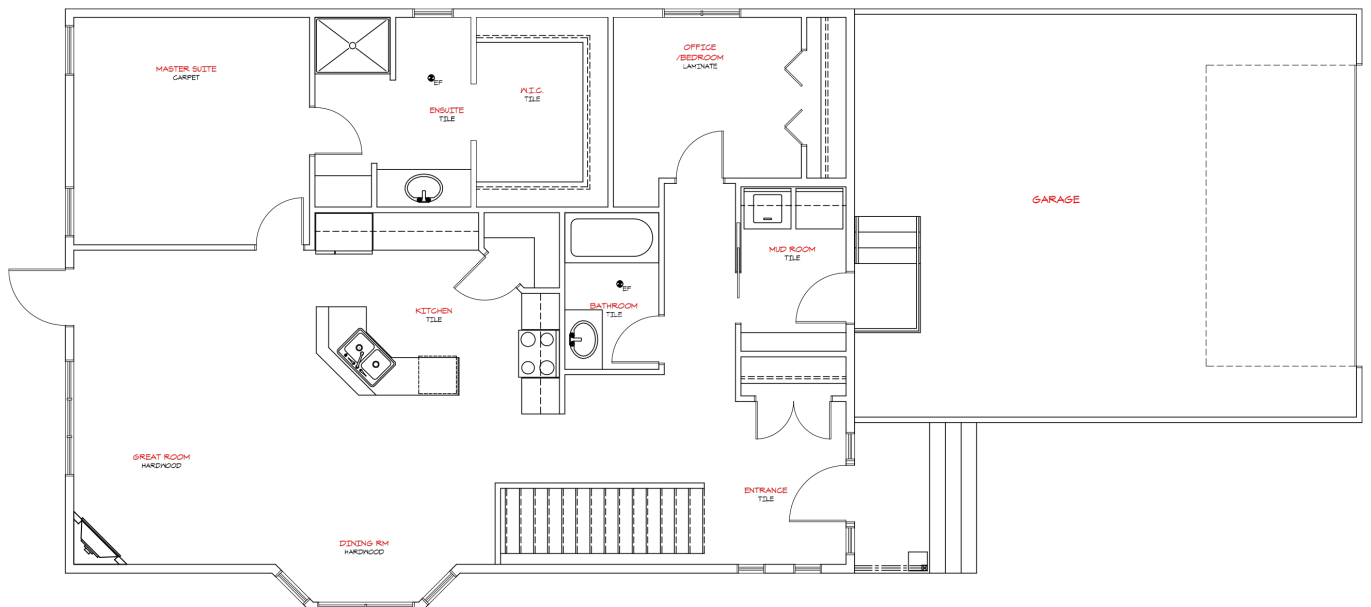 MASTER SUITE
CARPET
EF
ENSUITE
TILE
W.I.C.
TILE
OFFICE
/BEDROOM
LAMINATE
GARAGE
MUD ROOM
TILE
EF
BATHROOM
TILE
KITCHEN
TILE
GREAT ROOM
HARDWOOD
ENTRANCE
TILE
DINING RM
HARDWOOD